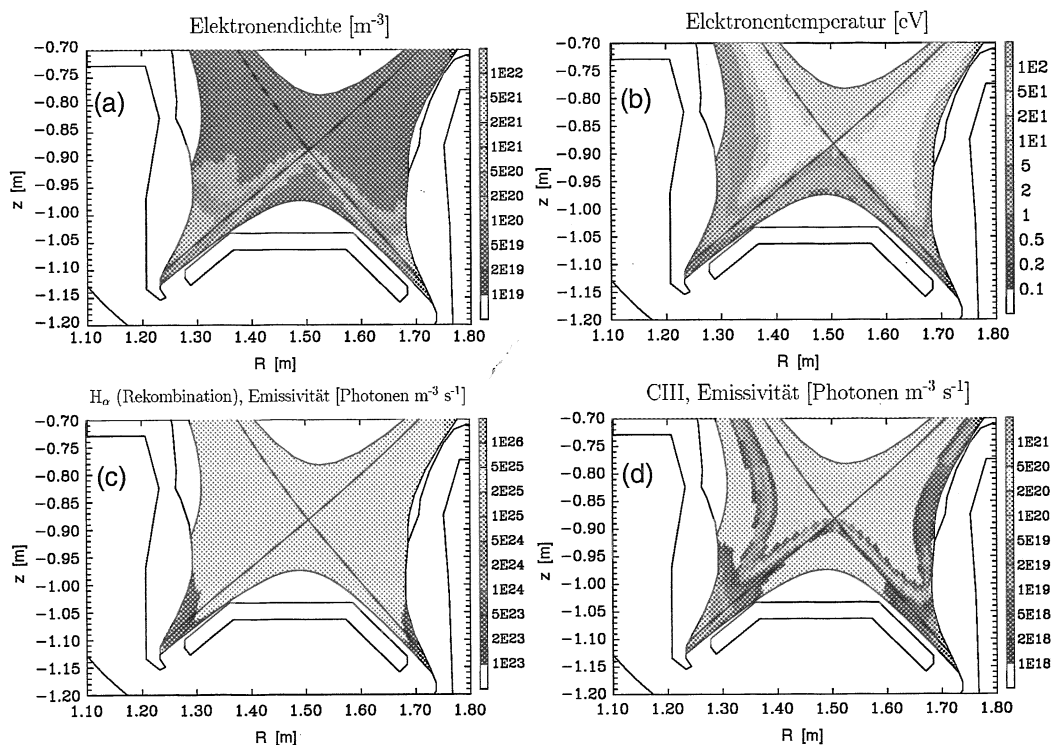 Elektronendichte [m⁻³]
(a)
z [m]
−0.70
−0.75
−0.80
−0.85
−0.90
−0.95
−1.00
−1.05
−1.10
−1.15
−1.20
1.10 1.20 1.30 1.40 1.50 1.60 1.70 1.80
R [m]
1E22
5E21
2E21
1E21
5E20
2E20
1E20
5E19
2E19
1E19
Elektronentemperatur [eV]
(b)
z [m]
−0.70
−0.75
−0.80
−0.85
−0.90
−0.95
−1.00
−1.05
−1.10
−1.15
−1.20
1.10 1.20 1.30 1.40 1.50 1.60 1.70 1.80
R [m]
1E2
5E1
2E1
1E1
5
2
1
0.5
0.2
0.1
Hα (Rekombination), Emissivität [Photonen m⁻³ s⁻¹]
(c)
z [m]
−0.70
−0.75
−0.80
−0.85
−0.90
−0.95
−1.00
−1.05
−1.10
−1.15
−1.20
1.10 1.20 1.30 1.40 1.50 1.60 1.70 1.80
R [m]
1E26
5E25
2E25
1E25
5E24
2E24
1E24
5E23
2E23
1E23
CIII, Emissivität [Photonen m⁻³ s⁻¹]
(d)
z [m]
−0.70
−0.75
−0.80
−0.85
−0.90
−0.95
−1.00
−1.05
−1.10
−1.15
−1.20
1.10 1.20 1.30 1.40 1.50 1.60 1.70 1.80
R [m]
1E21
5E20
2E20
1E20
5E19
2E19
1E19
5E18
2E18
1E18